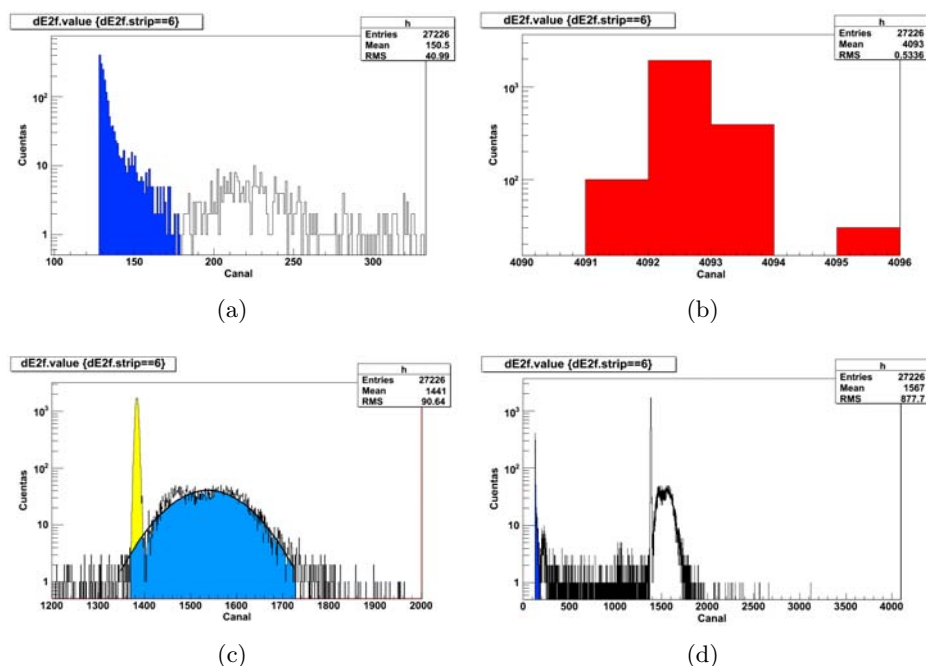 dE2f.value {dE2f.strip==6}
h
Entries 27226
Mean 150.5
RMS 40.99
Cuentas
10²
10
1
100 150 200 250 300
Canal
(a)
dE2f.value {dE2f.strip==6}
h
Entries 27226
Mean 4093
RMS 0.5336
Cuentas
10³
10²
4090 4091 4092 4093 4094 4095 4096
Canal
(b)
dE2f.value {dE2f.strip==6}
h
Entries 27226
Mean 1441
RMS 90.64
Cuentas
10³
10²
10
1
1200 1300 1400 1500 1600 1700 1800 1900 2000
Canal
(c)
dE2f.value {dE2f.strip==6}
h
Entries 27226
Mean 1567
RMS 877.7
Cuentas
10³
10²
10
1
0 500 1000 1500 2000 2500 3000 3500 4000
Canal
(d)